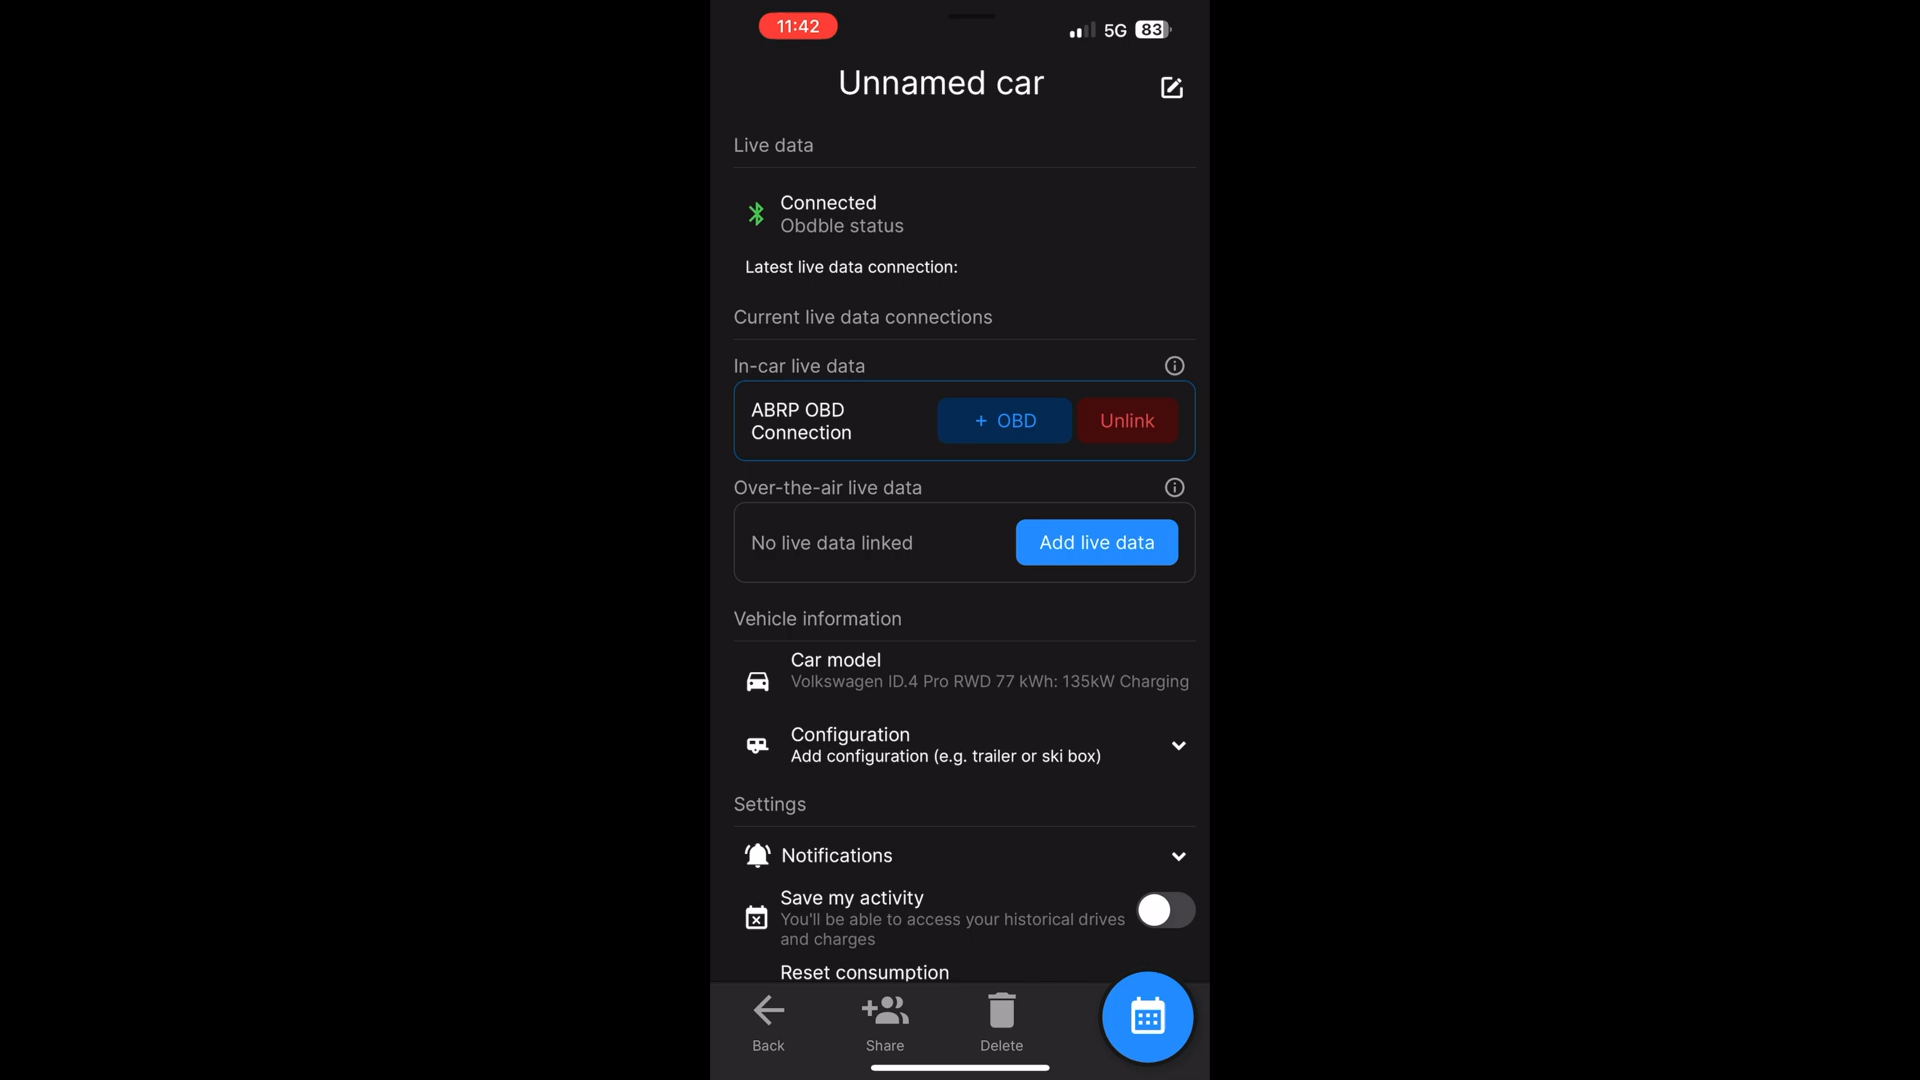 11:42
5G 83
Unnamed car
Live data
Connected
Obdble status
Latest live data connection:
Current live data connections
In-car live data
ABRP OBD
Connection
+ OBD
Unlink
Over-the-air live data
No live data linked
Add live data
Vehicle information
Car model
Volkswagen ID.4 Pro RWD 77 kWh: 135kW Charging
Configuration
Add configuration (e.g. trailer or ski box)
Settings
Notifications
Save my activity
You'll be able to access your historical drives
and charges
Reset consumption
Back
Share
Delete